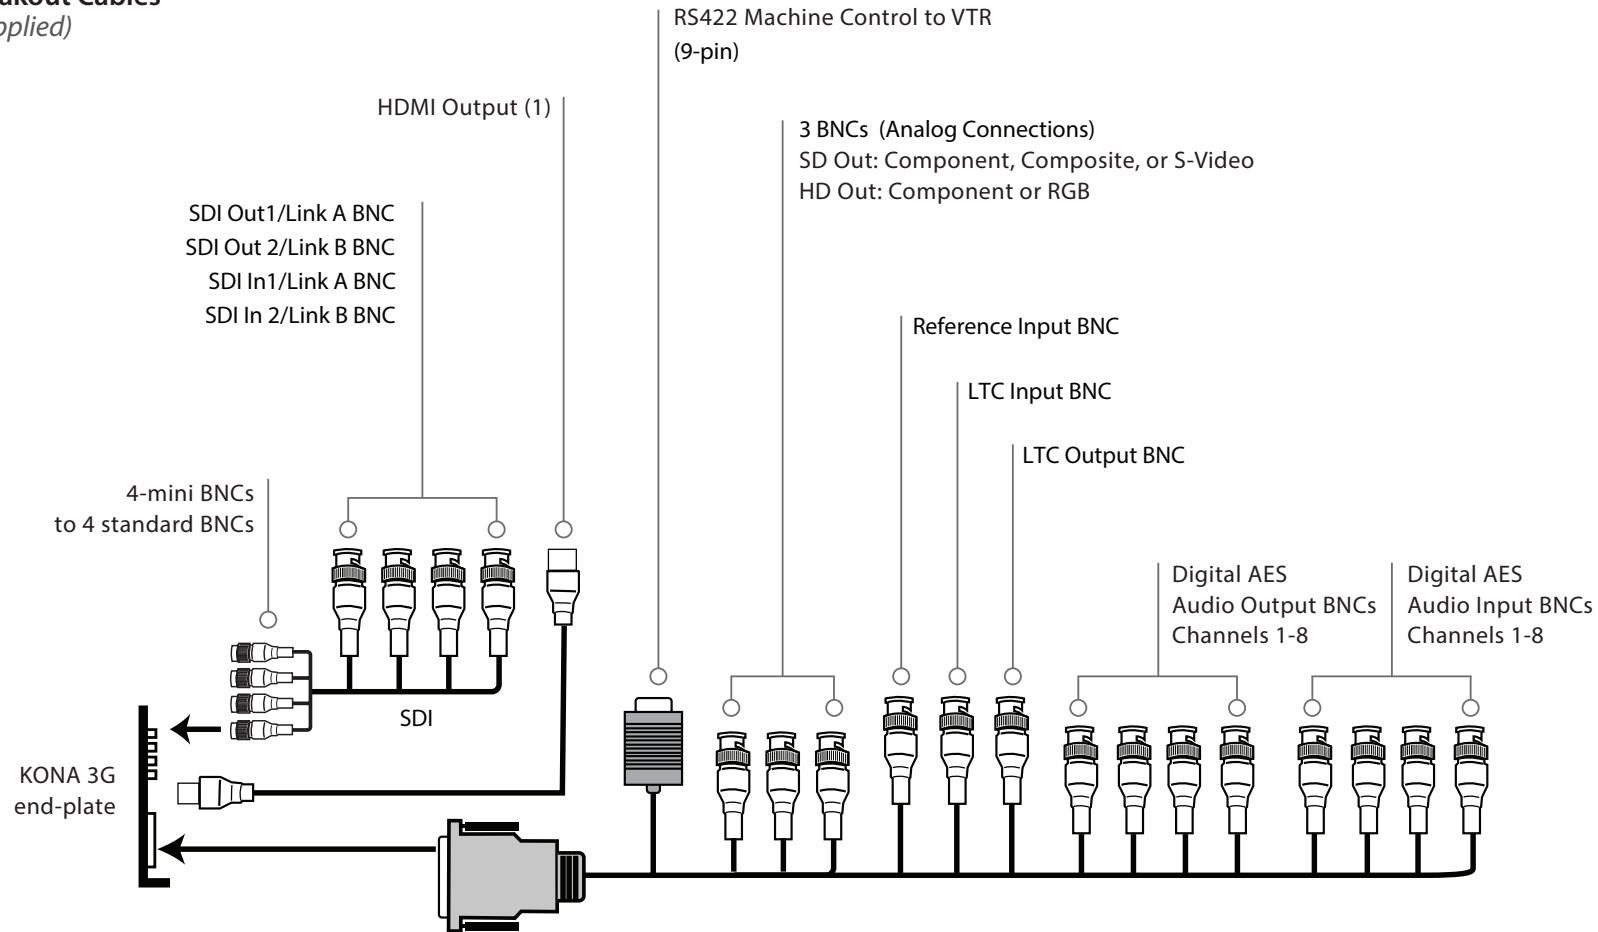 Cables
RS422 Machine Control to VTR
(9-pin)
HDMI Output (1)
3 BNCs (Analog Connections)
SD Out: Component, Composite, or S-Video
HD Out: Component or RGB
SDI Out1/Link A BNC
SDI Out 2/Link B BNC
SDI In1/Link A BNC
SDI In 2/Link B BNC
Reference Input BNC
LTC Input BNC
LTC Output BNC
4-mini BNCs
to 4 standard BNCs
Digital AES
Audio Output BNCs
Channels 1-8
Digital AES
Audio Input BNCs
Channels 1-8
SDI
KONA 3G
end-plate